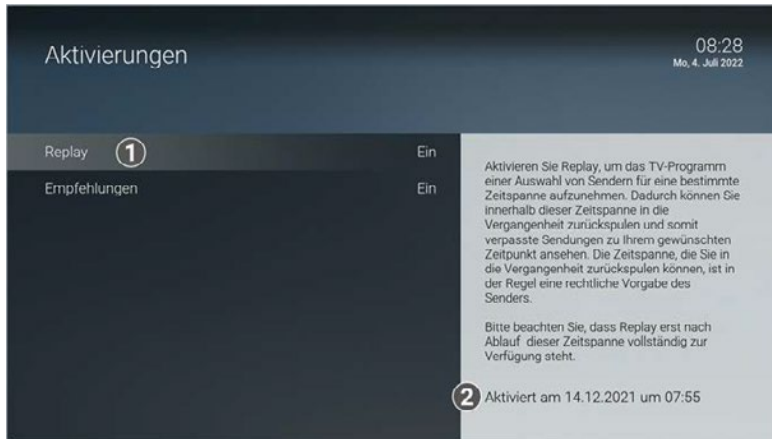 Aktivierungen
08:28
Mo, 4. Juli 2022
Replay 1 Ein
Empfehlungen Ein
Aktivieren Sie Replay, um das TV-Programm
einer Auswahl von Sendern für eine bestimmte
Zeitspanne aufzunehmen. Dadurch können Sie
innerhalb dieser Zeitspanne in die
Vergangenheit zurückspulen und somit
verpasste Sendungen zu Ihrem gewünschten
Zeitpunkt ansehen. Die Zeitspanne, die Sie in
die Vergangenheit zurückspulen können, ist in
der Regel eine rechtliche Vorgabe des
Senders.
Bitte beachten Sie, dass Replay erst nach
Ablauf dieser Zeitspanne vollständig zur
Verfügung steht.
2 Aktiviert am 14.12.2021 um 07:55